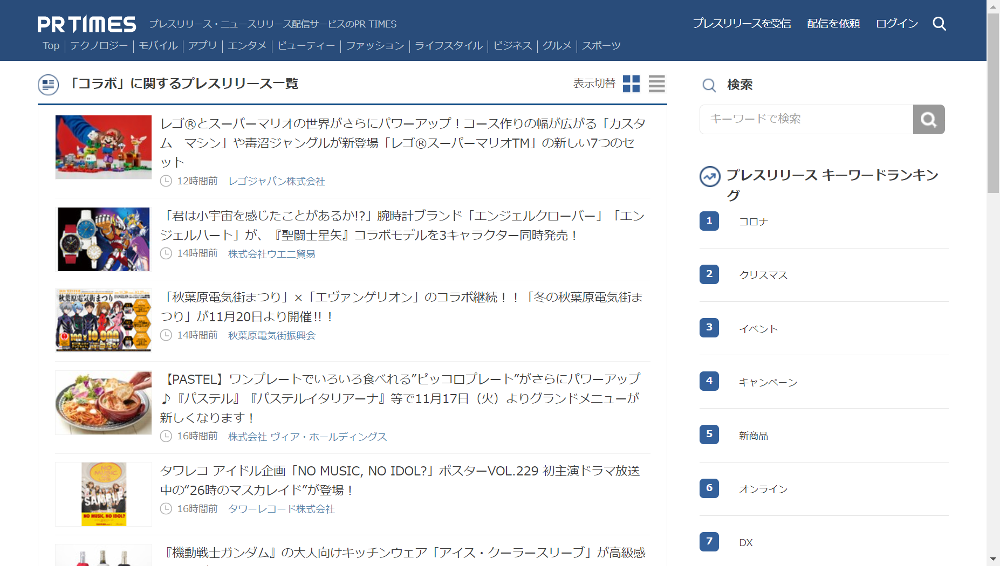 PR TIMES
プレスリリース・ニュースリリース配信サービスのPR TIMES
プレスリリースを受信 配信を依頼 ログイン
Top テクノロジー モバイル アプリ エンタメ ビューティー ファッション ライフスタイル ビジネス グルメ スポーツ
「コラボ」に関するプレスリリース一覧
表示切替
レゴ®とスーパーマリオの世界がさらにパワーアップ！コース作りの幅が広がる「カスタ
ム　マシン」や毒沼ジャングルが新登場「レゴ®スーパーマリオTM」の新しい7つのセ
ット
12時間前 レゴジャパン株式会社
「君は小宇宙を感じたことがあるか!?」腕時計ブランド「エンジェルクローバー」「エン
ジェルハート」が、『聖闘士星矢』コラボモデルを3キャラクター同時発売！
14時間前 株式会社ウエニ貿易
秋葉原電気街まつり
「秋葉原電気街まつり」×「エヴァンゲリオン」のコラボ継続！！「冬の秋葉原電気街ま
つり」が11月20日より開催!!！
14時間前 秋葉原電気街振興会
【PASTEL】ワンプレートでいろいろ食べれる”ピッコロプレート”がさらにパワーアップ
♪『パステル』『パステルイタリアーナ』等で11月17日（火）よりグランドメニューが
新しくなります！
16時間前 株式会社 ヴィア・ホールディングス
NO
MUSIC,
SAMPLE
NO MUSIC, NO IDOL?
タワレコ アイドル企画「NO MUSIC, NO IDOL?」ポスターVOL.229 初主演ドラマ放送
中の“26時のマスカレイド”が登場！
16時間前 タワーレコード株式会社
『機動戦士ガンダム』の大人向けキッチンウェア「アイス・クーラースリーブ」が高級感
検索
キーワードで検索
プレスリリース キーワードランキン
グ
1 コロナ
2 クリスマス
3 イベント
4 キャンペーン
5 新商品
6 オンライン
7 DX